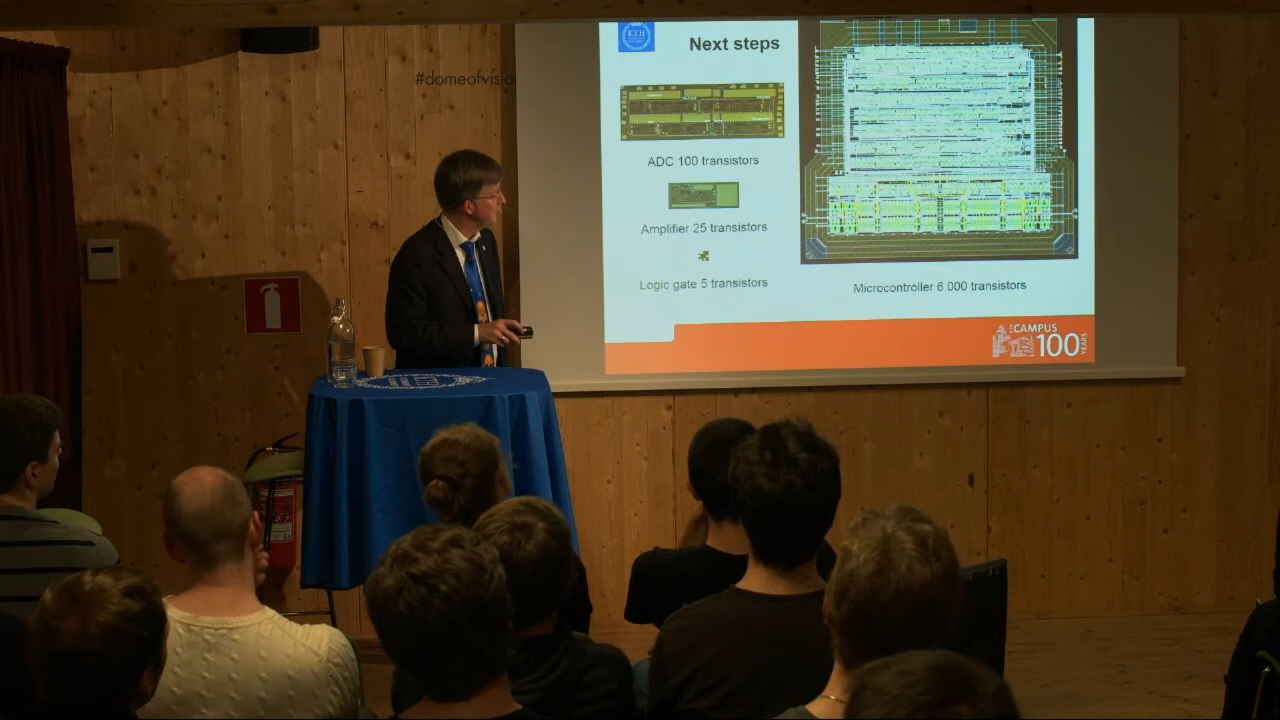 #domeofvisio
KTH
Next steps
ADC 100 transistors
Amplifier 25 transistors
Logic gate 5 transistors
Microcontroller 6 000 transistors
CAMPUS
100
YEARS